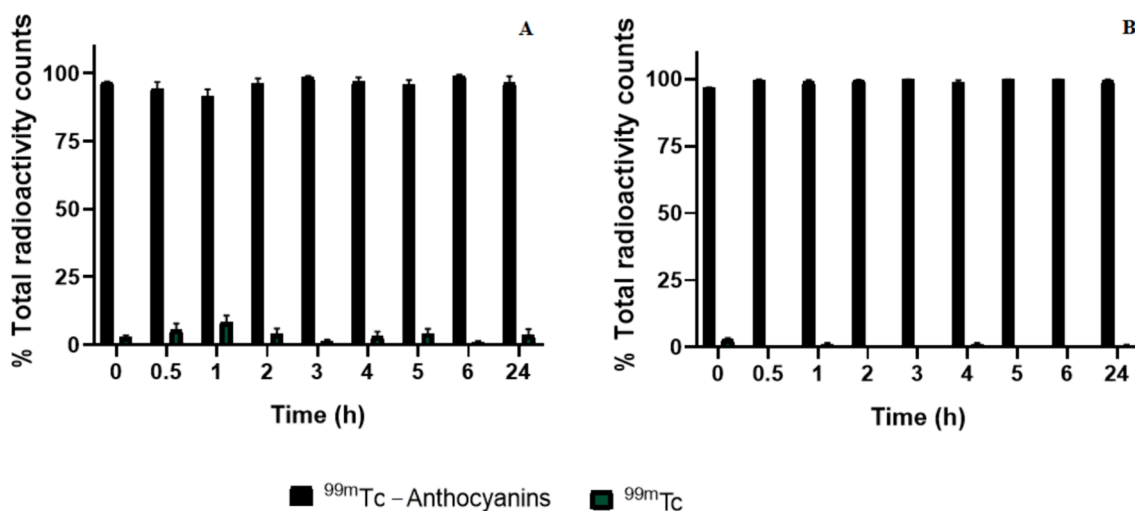 A
% Total radioactivity counts
100
75
50
25
0
0 0.5 1 2 3 4 5 6 24
Time (h)
B
% Total radioactivity counts
100
75
50
25
0
0 0.5 1 2 3 4 5 6 24
Time (h)
99mTc – Anthocyanins
99mTc